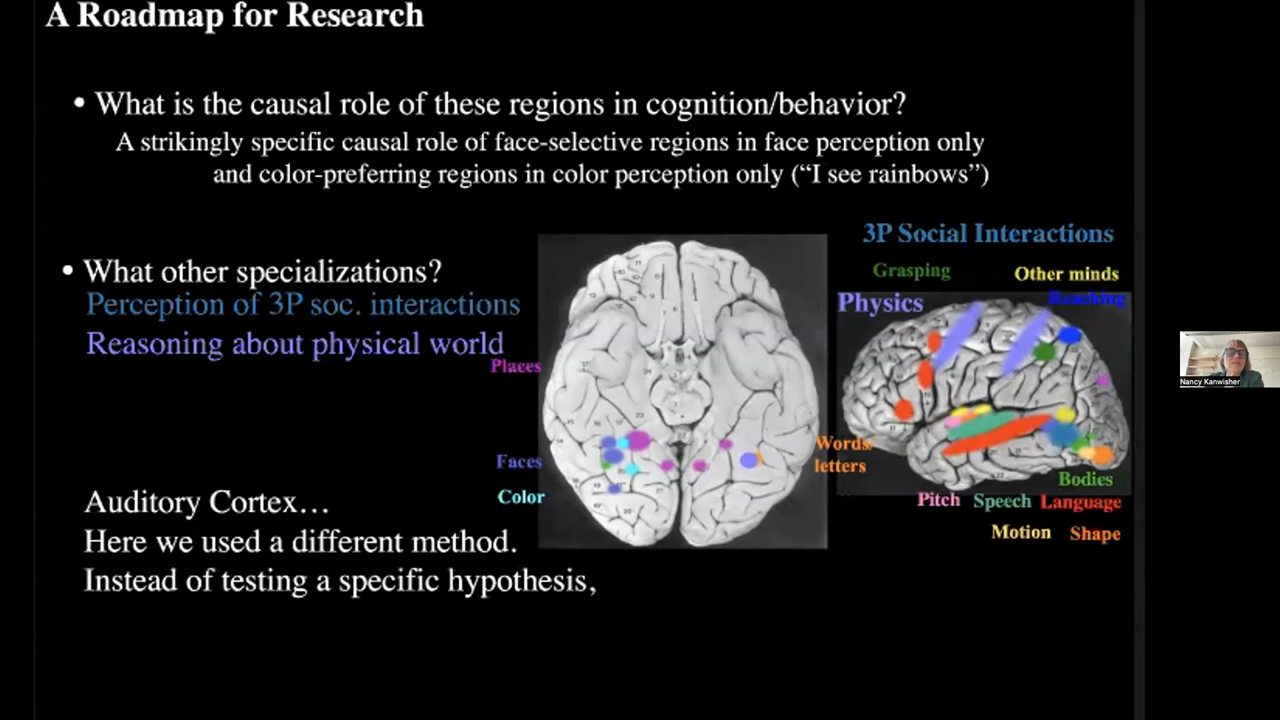 A Roadmap for Research
• What is the causal role of these regions in cognition/behavior?
A strikingly specific causal role of face-selective regions in face perception only
and color-preferring regions in color perception only (“I see rainbows”)
• What other specializations?
Perception of 3P soc. interactions
Reasoning about physical world
Auditory Cortex…
Here we used a different method.
Instead of testing a specific hypothesis,
Places
Faces
Color
3P Social Interactions
Grasping
Other minds
Reaching
Physics
Words
letters
Bodies
Pitch Speech Language
Motion Shape
Nancy Kanwisher